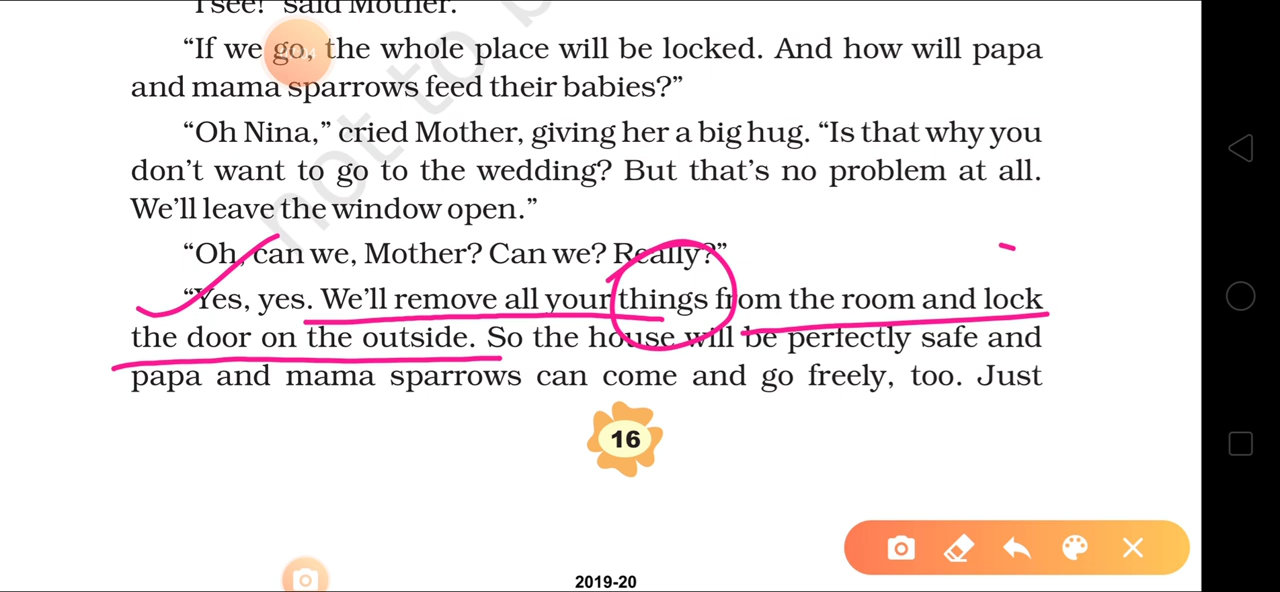 I see!" said Mother.
“If we go, the whole place will be locked. And how will papa
and mama sparrows feed their babies?”
“Oh Nina,” cried Mother, giving her a big hug. “Is that why you
don’t want to go to the wedding? But that’s no problem at all.
We’ll leave the window open.”
“Oh, can we, Mother? Can we? Really?”
“Yes, yes. We’ll remove all your things from the room and lock
the door on the outside. So the house will be perfectly safe and
papa and mama sparrows can come and go freely, too. Just
16
2019-20
not to b